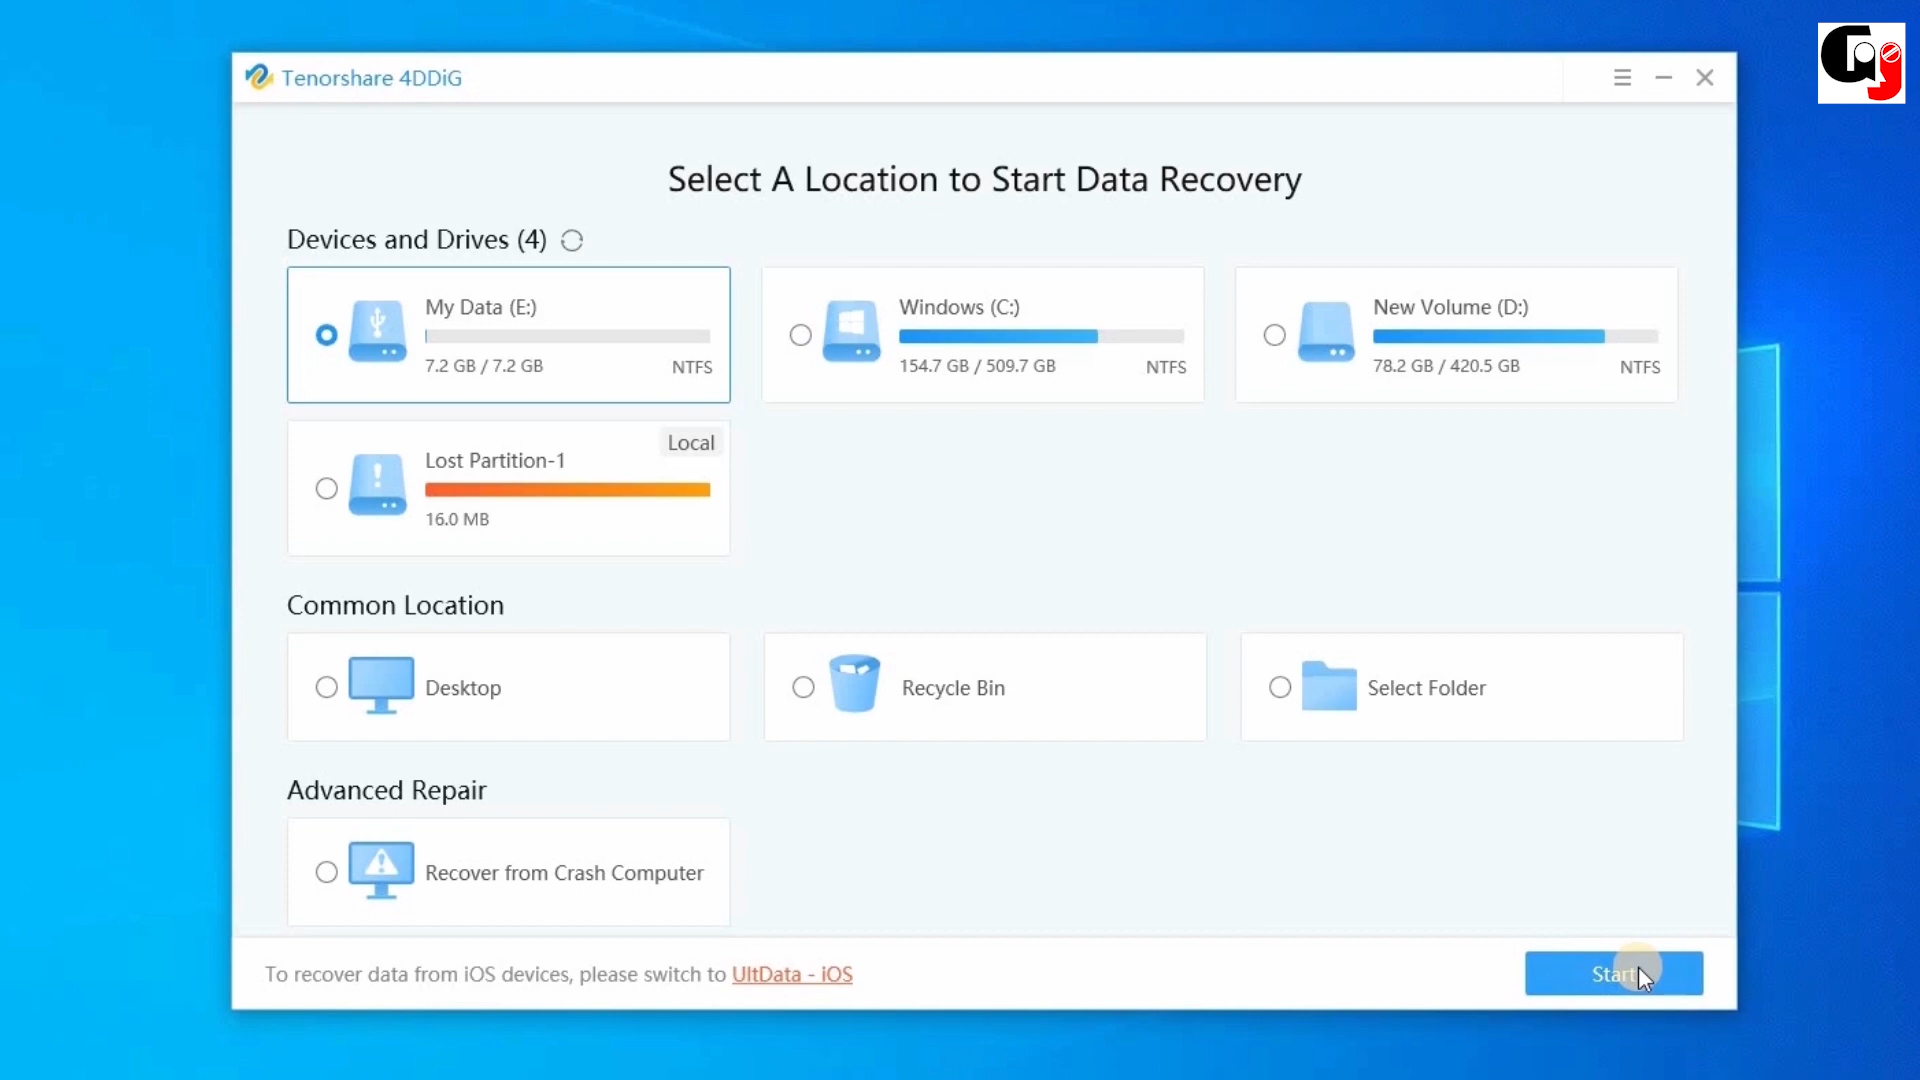 Tenorshare 4DDiG
Select A Location to Start Data Recovery
Devices and Drives (4)
My Data (E:)
7.2 GB / 7.2 GB
NTFS
Windows (C:)
154.7 GB / 509.7 GB
NTFS
New Volume (D:)
78.2 GB / 420.5 GB
NTFS
Local
Lost Partition-1
16.0 MB
Common Location
Desktop
Recycle Bin
Select Folder
Advanced Repair
Recover from Crash Computer
To recover data from iOS devices, please switch to UltData - iOS
Start